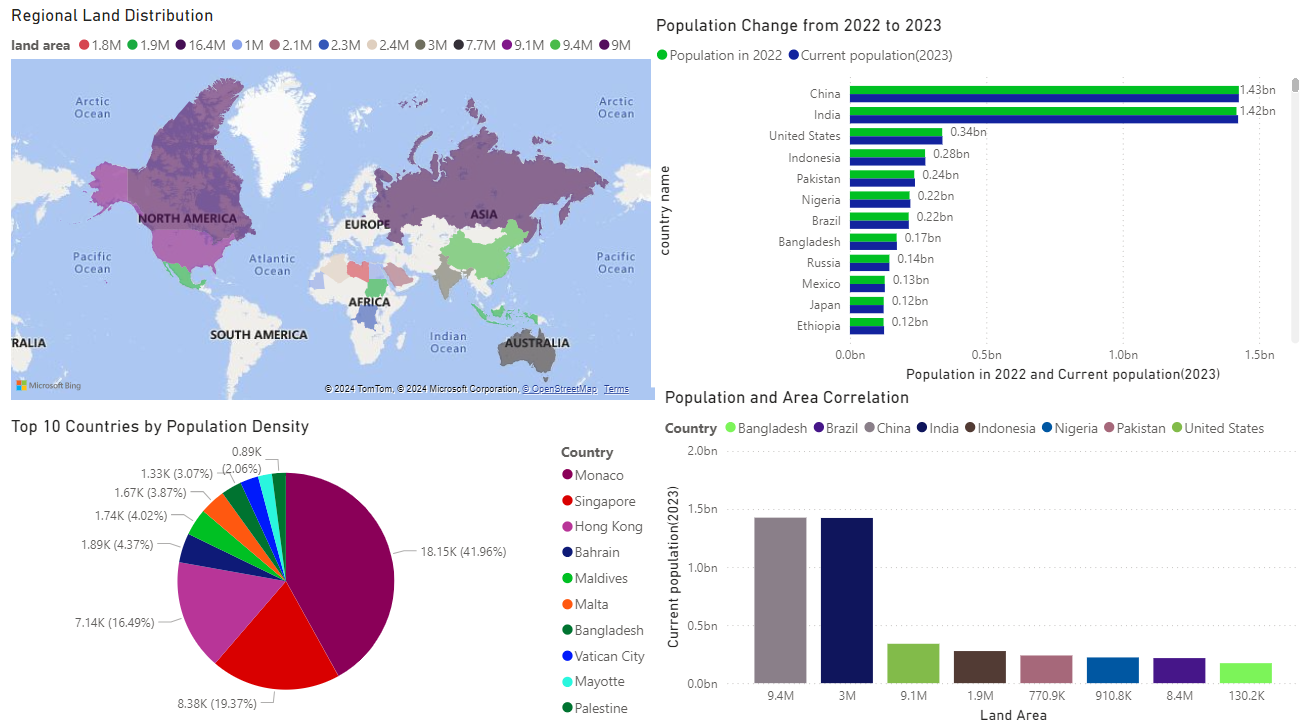 Regional Land Distribution
land area 1.8M 1.9M 16.4M 1M 2.1M 2.3M 2.4M 3M 7.7M 9.1M 9.4M 9M
Arctic
Ocean
Arctic
Ocean
NORTH AMERICA
EUROPE
ASIA
Pacific
Ocean
Atlantic
Ocean
Pacific
Ocean
AFRICA
SOUTH AMERICA
Indian
Ocean
RALIA
AUSTRALIA
Microsoft Bing
© 2024 TomTom, © 2024 Microsoft Corporation, © OpenStreetMap Terms
Population Change from 2022 to 2023
Population in 2022 Current population(2023)
country name
China 1.43bn
India 1.42bn
United States 0.34bn
Indonesia 0.28bn
Pakistan 0.24bn
Nigeria 0.22bn
Brazil 0.22bn
Bangladesh 0.17bn
Russia 0.14bn
Mexico 0.13bn
Japan 0.12bn
Ethiopia 0.12bn
0.0bn 0.5bn 1.0bn 1.5bn
Population in 2022 and Current population(2023)
Top 10 Countries by Population Density
0.89K
(2.06%)
1.33K (3.07%)
1.67K (3.87%)
1.74K (4.02%)
1.89K (4.37%)
18.15K (41.96%)
7.14K (16.49%)
8.38K (19.37%)
Country
Monaco
Singapore
Hong Kong
Bahrain
Maldives
Malta
Bangladesh
Vatican City
Mayotte
Palestine
Population and Area Correlation
Country Bangladesh Brazil China India Indonesia Nigeria Pakistan United States
Current population(2023)
2.0bn
1.5bn
1.0bn
0.5bn
0.0bn
9.4M 3M 9.1M 1.9M 770.9K 910.8K 8.4M 130.2K
Land Area